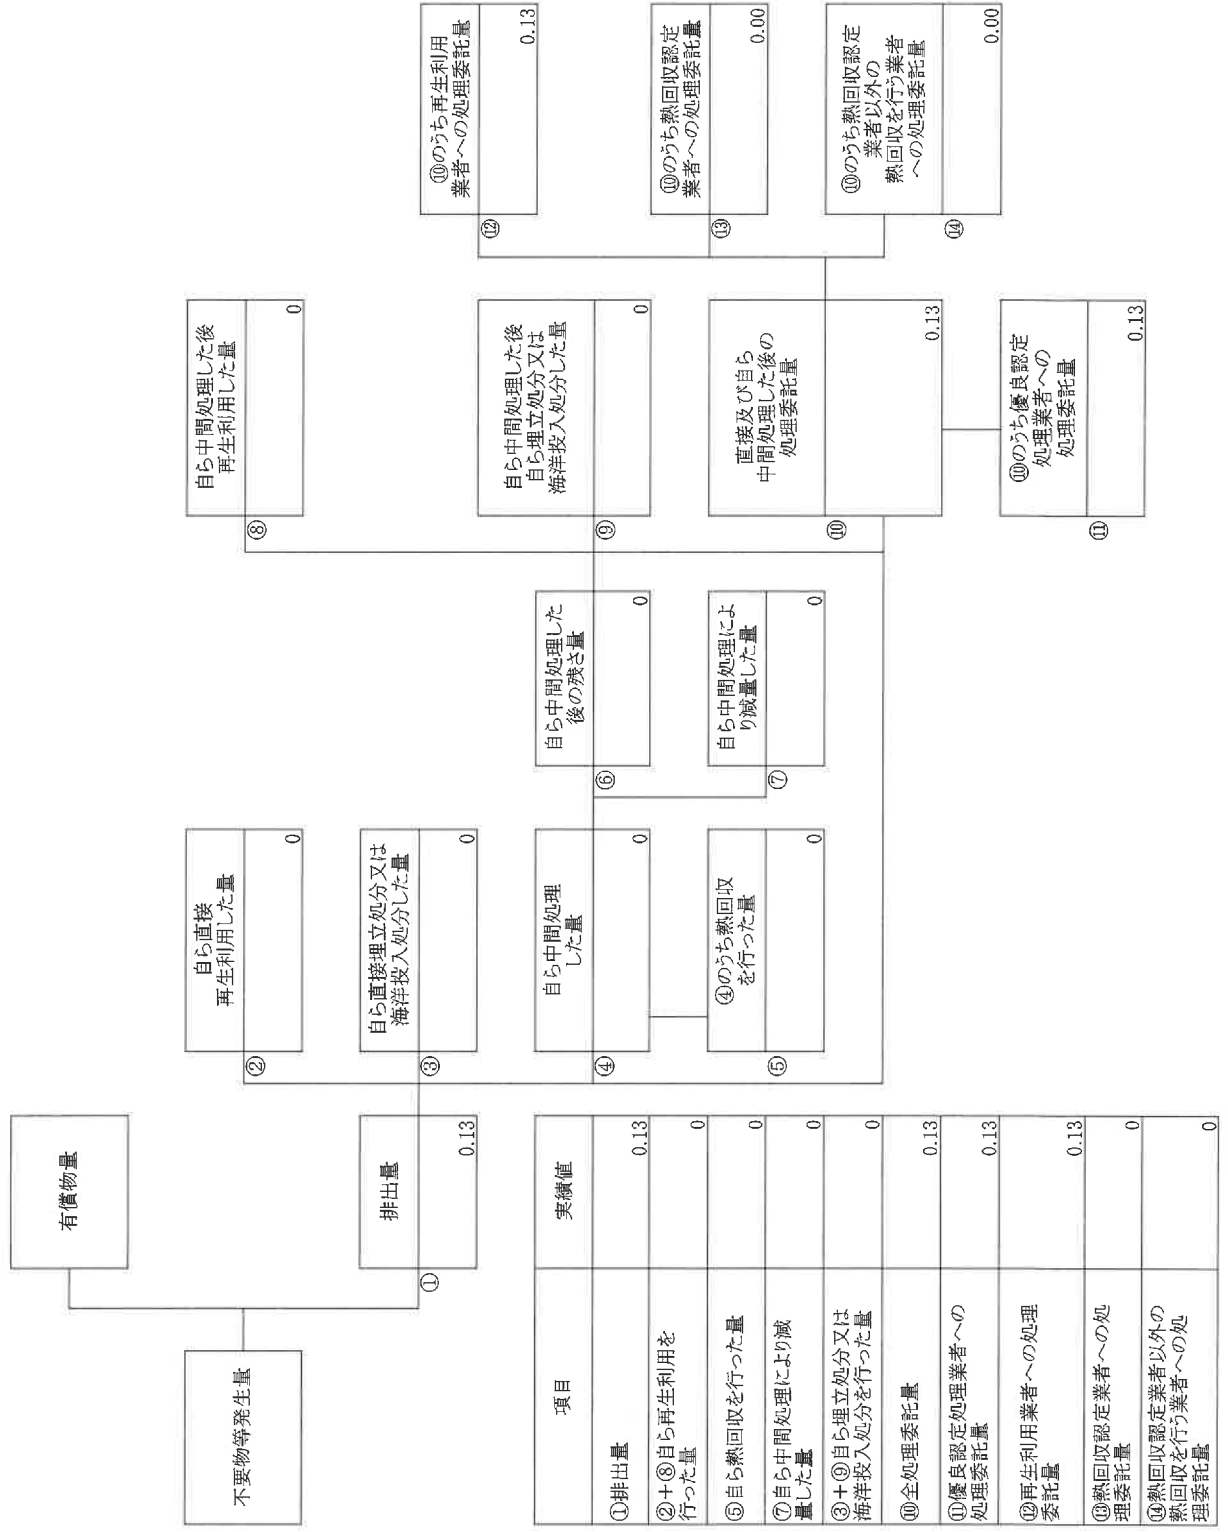 不要物等発生量
有償物量
①
排出量
0.13
②
自ら直接
再生利用した量
0
③
自ら直接埋立処分又は
海洋投入処分した量
0
④
自ら中間処理
した量
0
⑤
④のうち熱回収
を行った量
0
⑥
自ら中間処理した
後の残さ量
0
⑦
自ら中間処理によ
り減量した量
0
⑧
自ら中間処理した後
再生利用した量
0
⑨
自ら中間処理した後
自ら埋立処分又は
海洋投入処分した量
0
⑩
直接及び自ら
中間処理した後の
処理委託量
0.13
⑪
⑩のうち優良認定
処理業者への
処理委託量
0.13
⑫
⑩のうち再生利用
業者への処理委託量
0.13
⑬
⑩のうち熱回収認定
業者への処理委託量
0.00
⑭
⑩のうち熱回収認定
業者以外の
熱回収を行う業者
への処理委託量
0.00
項目
実績値
①排出量
0.13
②+⑧自ら再生利用を
行った量
0
⑤自ら熱回収を行った量
0
⑦自ら中間処理により減
量した量
0
③+⑨自ら埋立処分又は
海洋投入処分を行った量
0
⑩全処理委託量
0.13
⑪優良認定処理業者への
処理委託量
0.13
⑫再生利用業者への処理
委託量
0.13
⑬熱回収認定業者への処
理委託量
0
⑭熱回収認定業者以外の
熱回収を行う業者への処
理委託量
0